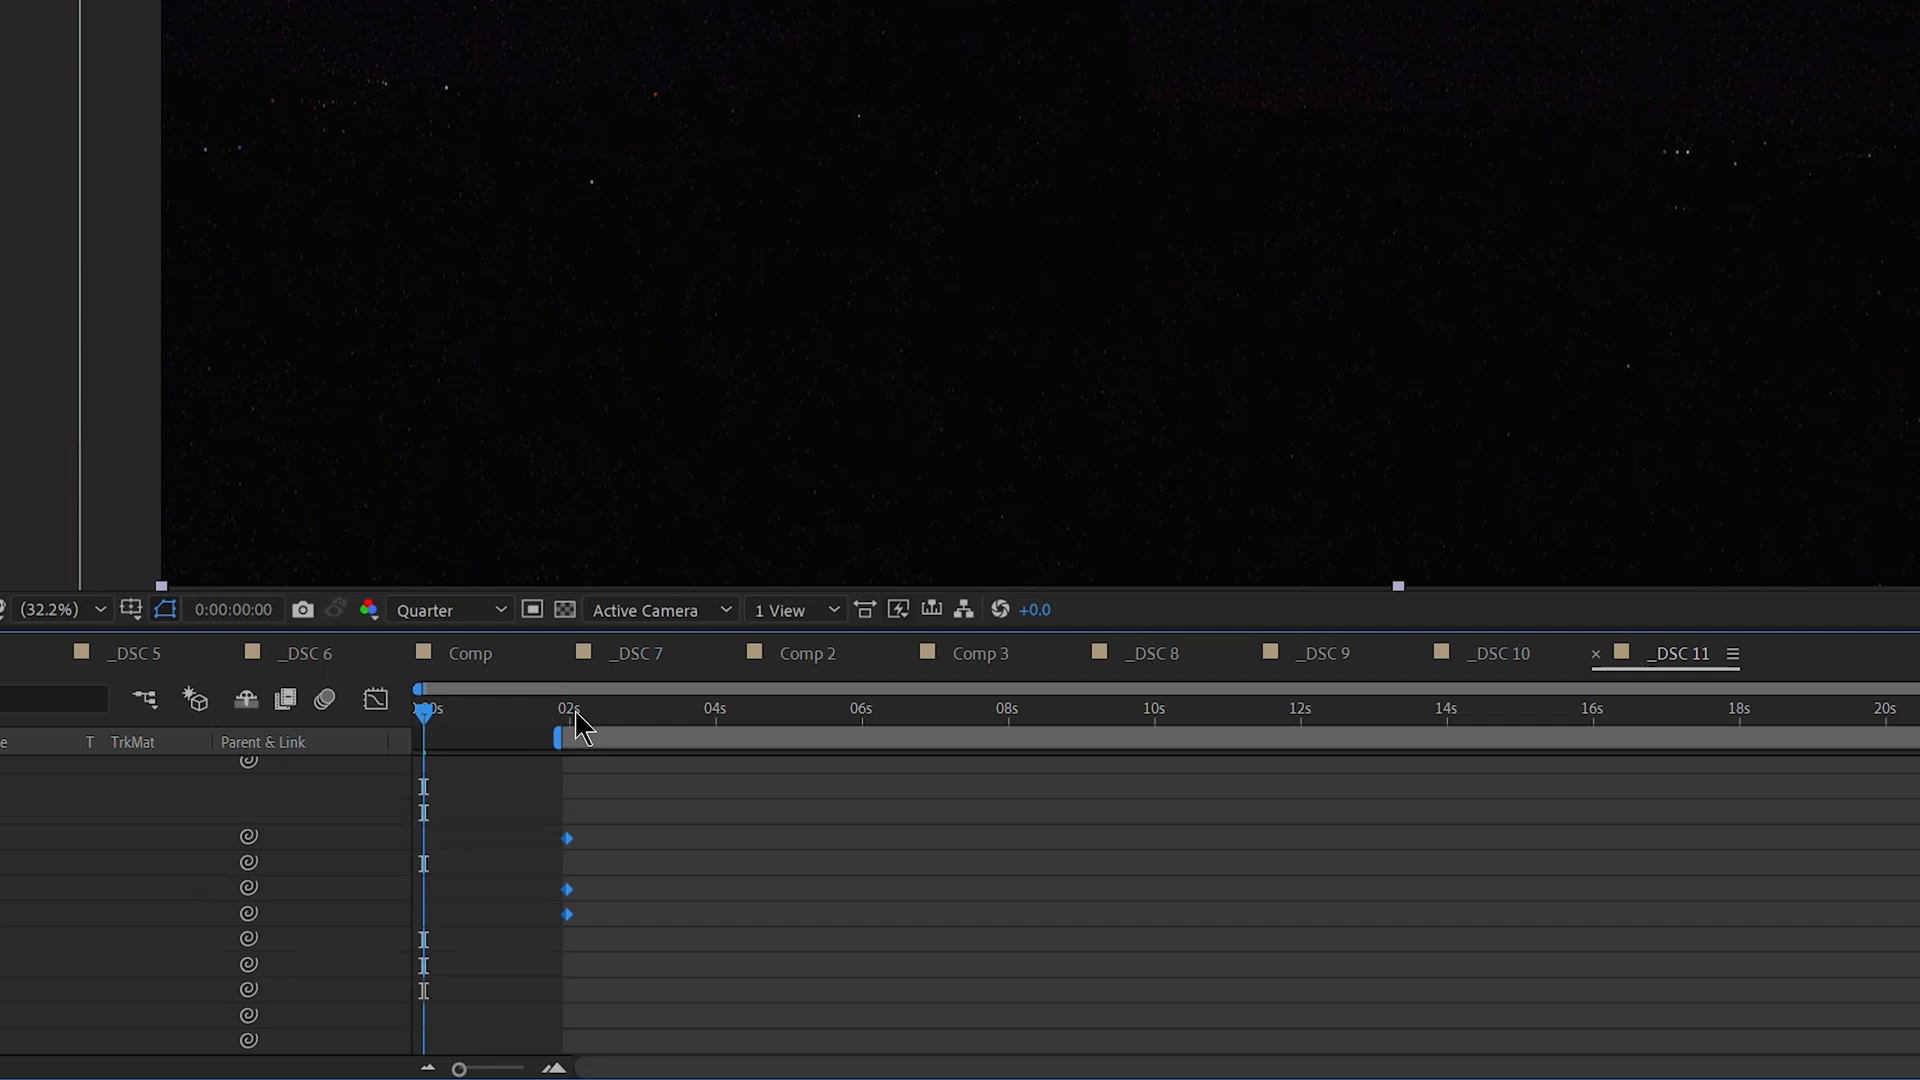 (32.2%) 0:00:00:00 Quarter Active Camera 1 View +0.0
_DSC 5 _DSC 6 Comp _DSC 7 Comp 2 Comp 3 _DSC 8 _DSC 9 _DSC 10 × _DSC 11
02s 04s 06s 08s 10s 12s 14s 16s 18s 20s
T TrkMat Parent & Link